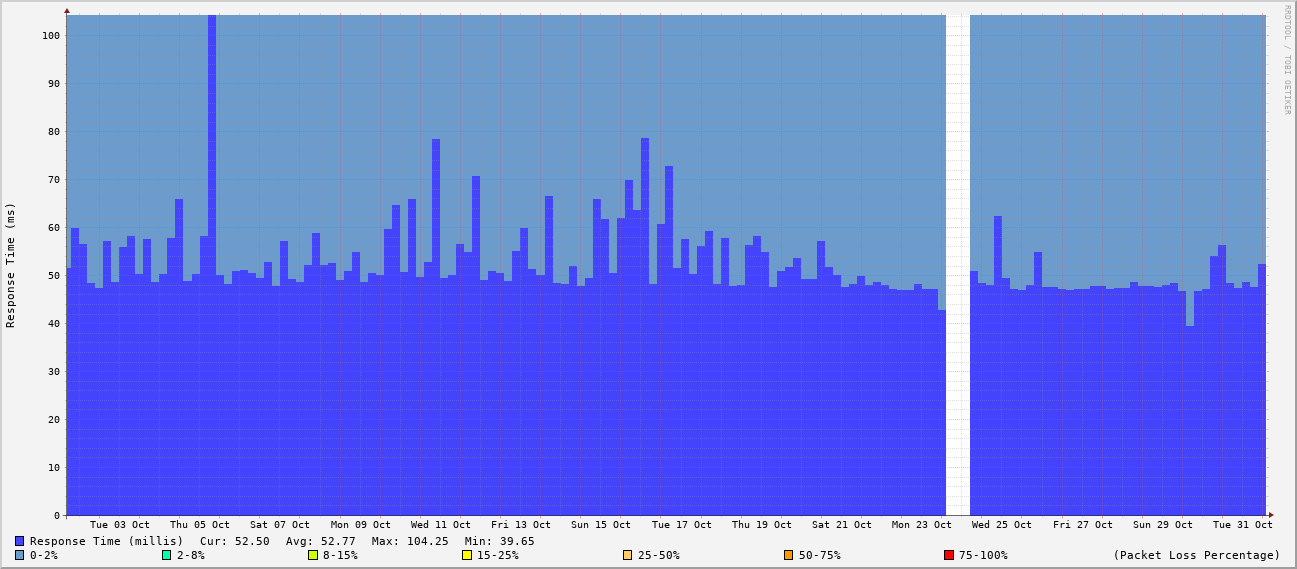 RRDTOOL / TOBI OETIKER
Response Time (ms)
100
90
80
70
60
50
40
30
20
10
0
Tue 03 Oct Thu 05 Oct Sat 07 Oct Mon 09 Oct Wed 11 Oct Fri 13 Oct Sun 15 Oct Tue 17 Oct Thu 19 Oct Sat 21 Oct Mon 23 Oct Wed 25 Oct Fri 27 Oct Sun 29 Oct Tue 31 Oct
Response Time (millis) Cur: 52.50 Avg: 52.77 Max: 104.25 Min: 39.65
0-2% 2-8% 8-15% 15-25% 25-50% 50-75% 75-100% (Packet Loss Percentage)